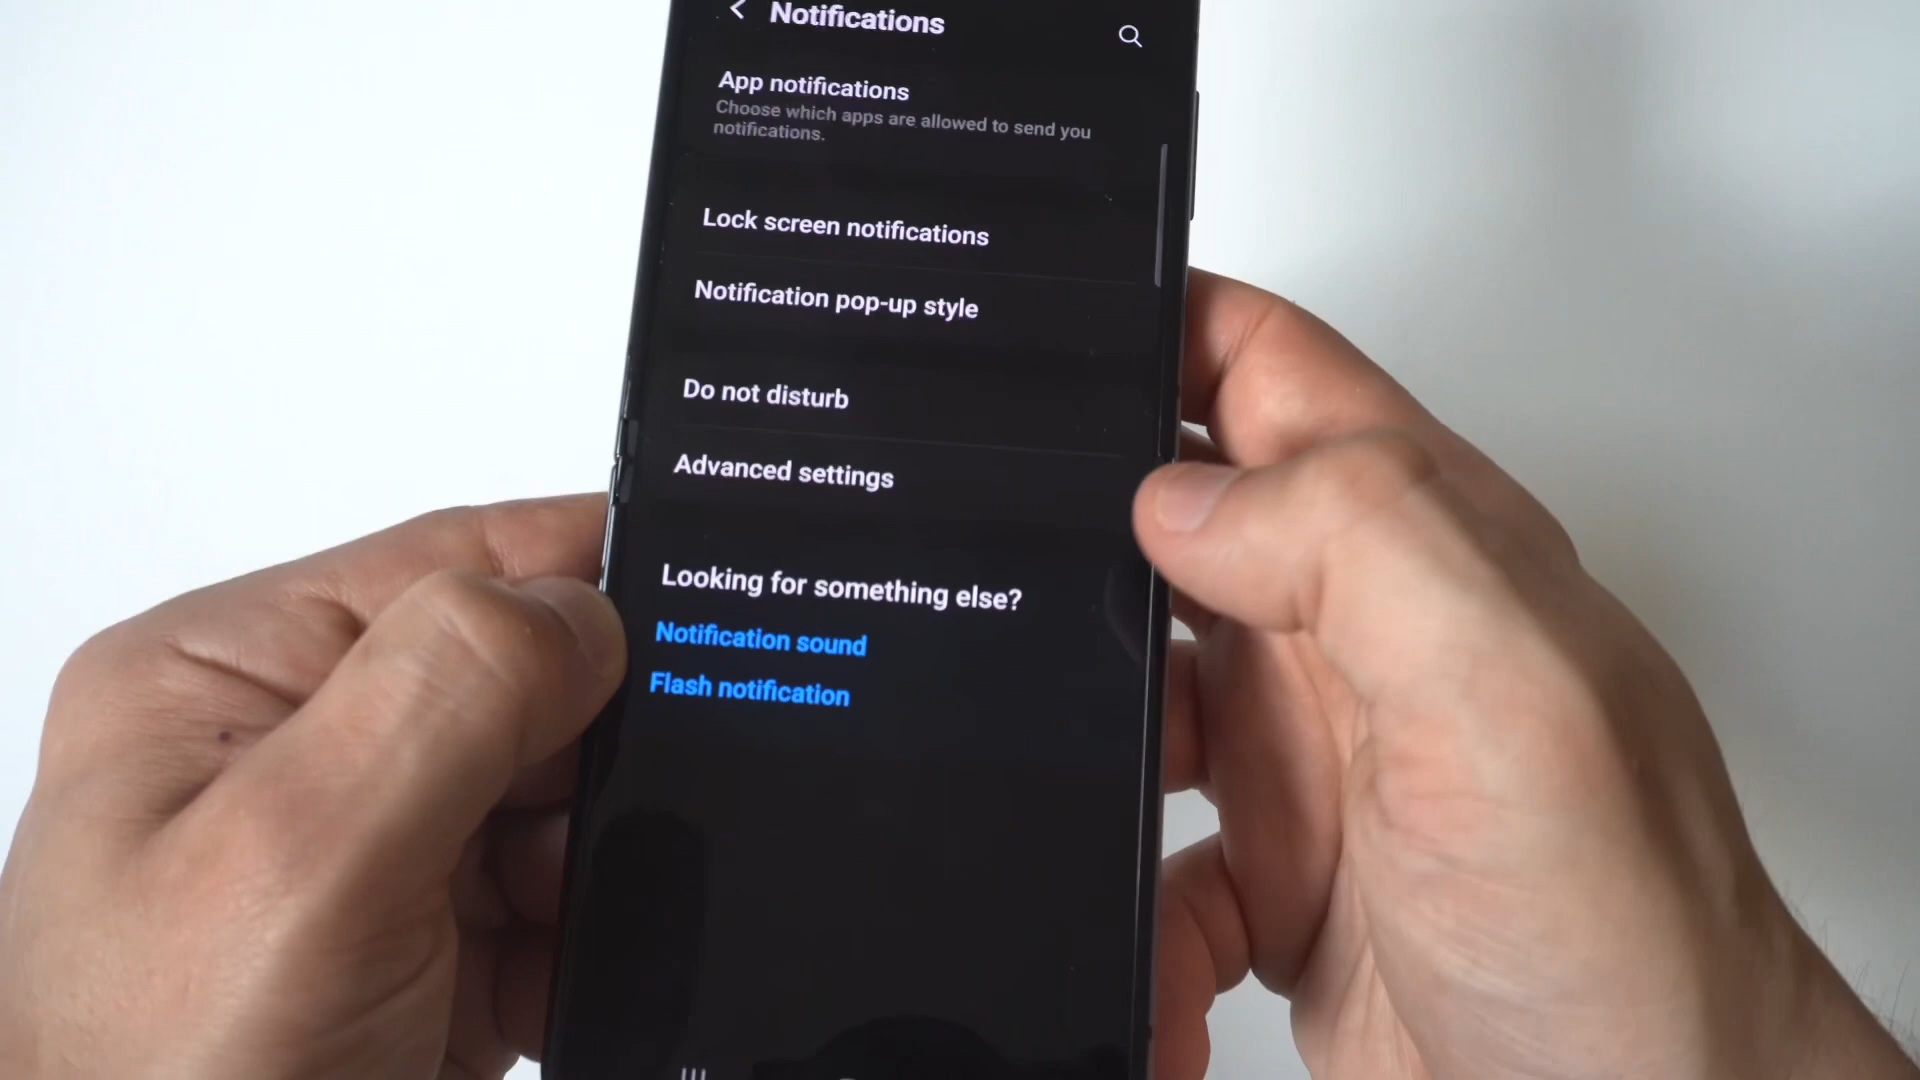 Notifications
App notifications
Choose which apps are allowed to send you
notifications.
Lock screen notifications
Notification pop-up style
Do not disturb
Advanced settings
Looking for something else?
Notification sound
Flash notification